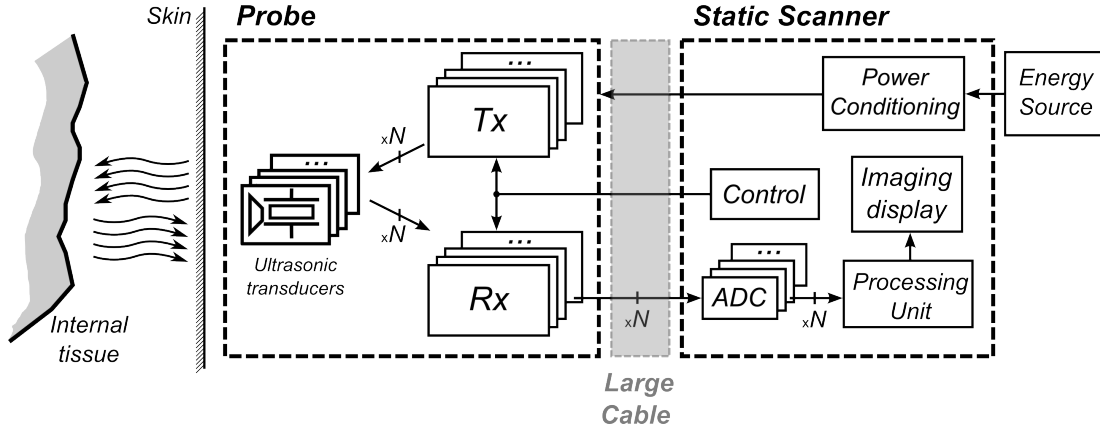 Skin
Probe
Static Scanner
...
Tx
Power
Conditioning
Energy
Source
xN
...
Control
Imaging
display
xN
Ultrasonic
transducers
...
Rx
...
ADC
xN
xN
Processing
Unit
Internal
tissue
Large
Cable